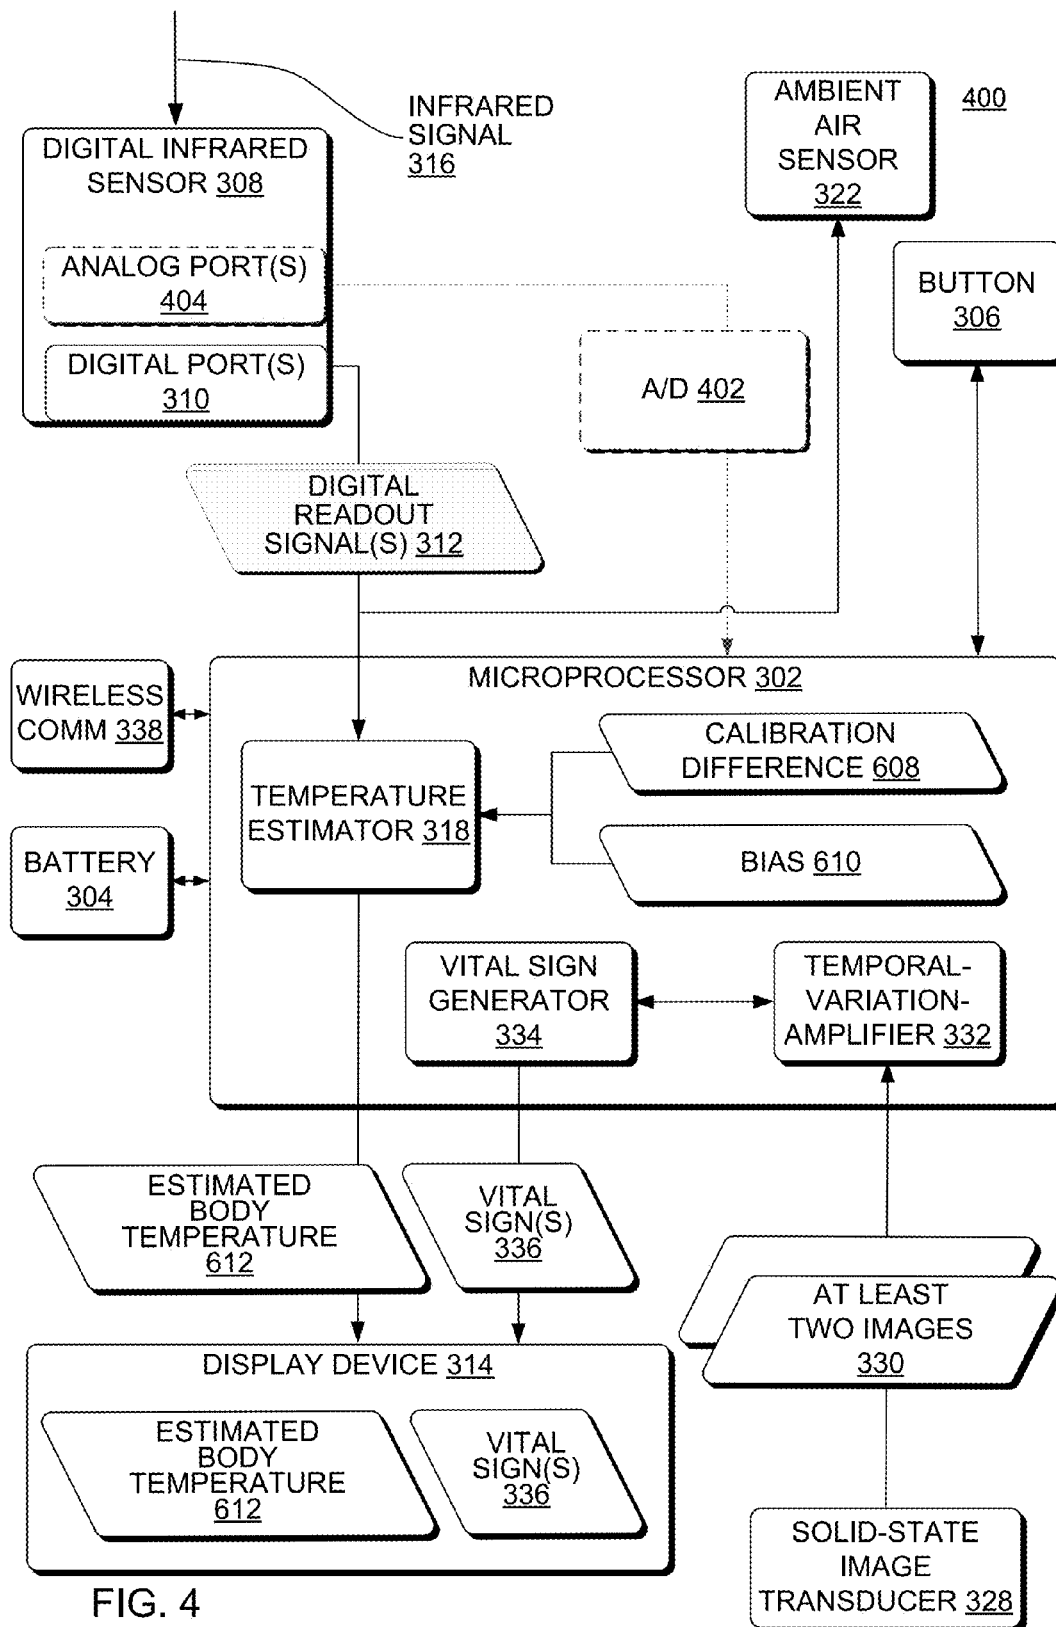 INFRARED
SIGNAL
316
AMBIENT
AIR
SENSOR
322
400
DIGITAL INFRARED
SENSOR 308
ANALOG PORT(S)
404
DIGITAL PORT(S)
310
BUTTON
306
A/D 402
DIGITAL
READOUT
SIGNAL(S) 312
MICROPROCESSOR 302
WIRELESS
COMM 338
BATTERY
304
TEMPERATURE
ESTIMATOR 318
CALIBRATION
DIFFERENCE 608
BIAS 610
VITAL SIGN
GENERATOR
334
TEMPORAL-
VARIATION-
AMPLIFIER 332
ESTIMATED
BODY
TEMPERATURE
612
VITAL
SIGN(S)
336
AT LEAST
TWO IMAGES
330
DISPLAY DEVICE 314
ESTIMATED
BODY
TEMPERATURE
612
VITAL
SIGN(S)
336
SOLID-STATE
IMAGE
TRANSDUCER 328
FIG. 4